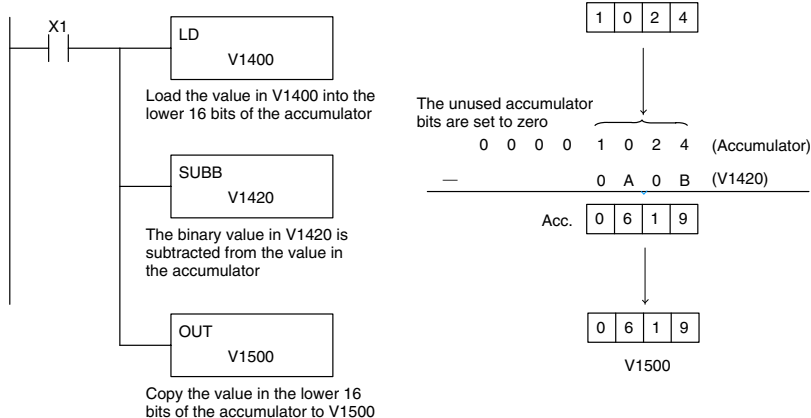 X1
LD
V1400
Load the value in V1400 into the
lower 16 bits of the accumulator
SUBB
V1420
The binary value in V1420 is
subtracted from the value in
the accumulator
OUT
V1500
Copy the value in the lower 16
bits of the accumulator to V1500
1 0 2 4
The unused accumulator
bits are set to zero
0 0 0 0 1 0 2 4 (Accumulator)
— 0 A 0 B (V1420)
Acc. 0 6 1 9
0 6 1 9
V1500